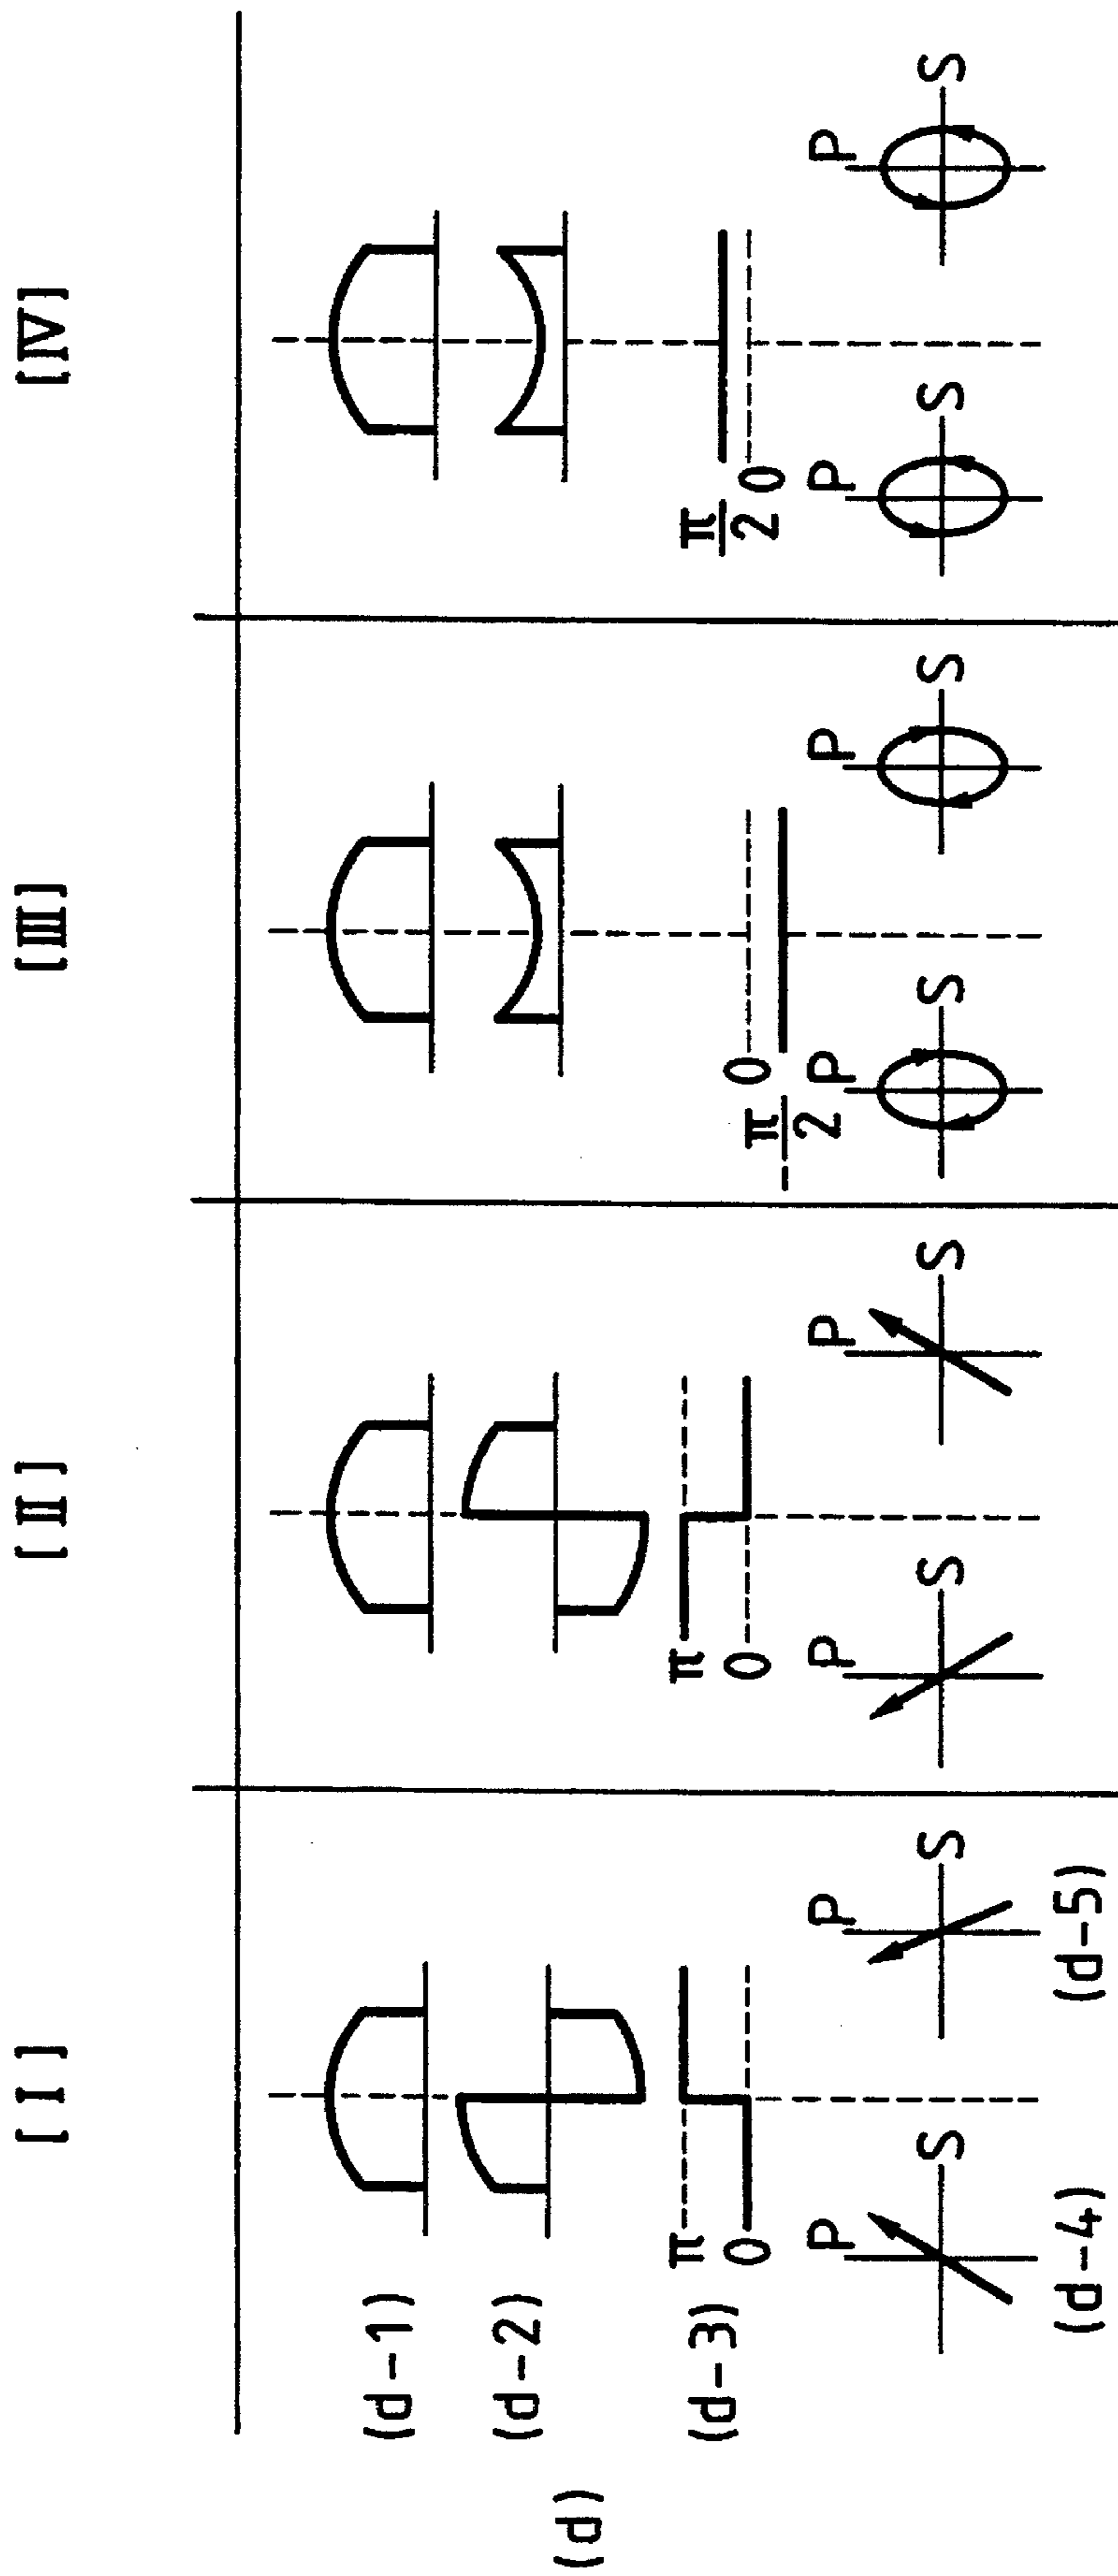 [I] [II] [III] [IV]
(d-1)
(d-2)
(d)
(d-3)
π π π/2
0 0 0 0
-π/2
P P P P P P P P
S S S S S S S S
(d-4) (d-5)